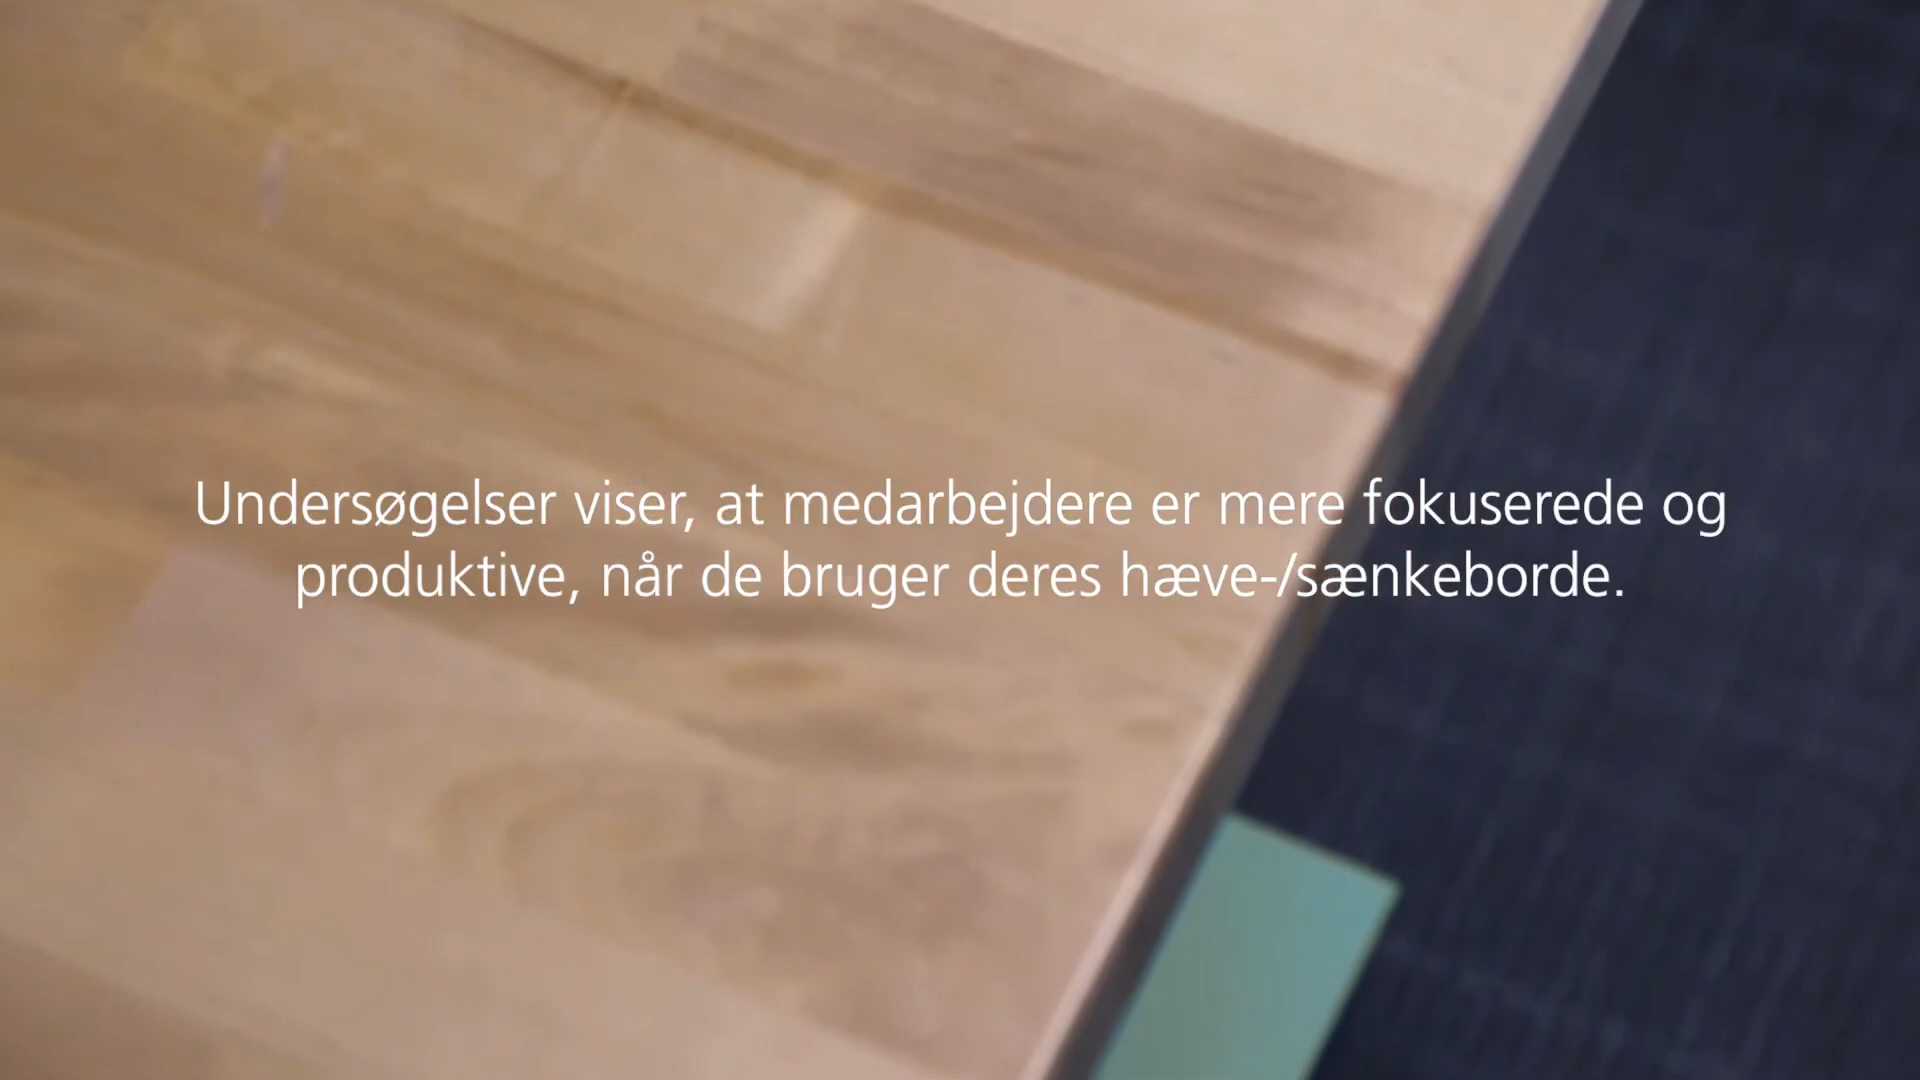 Undersøgelser viser, at medarbejdere er mere fokuserede og
produktive, når de bruger deres hæve-/sænkeborde.